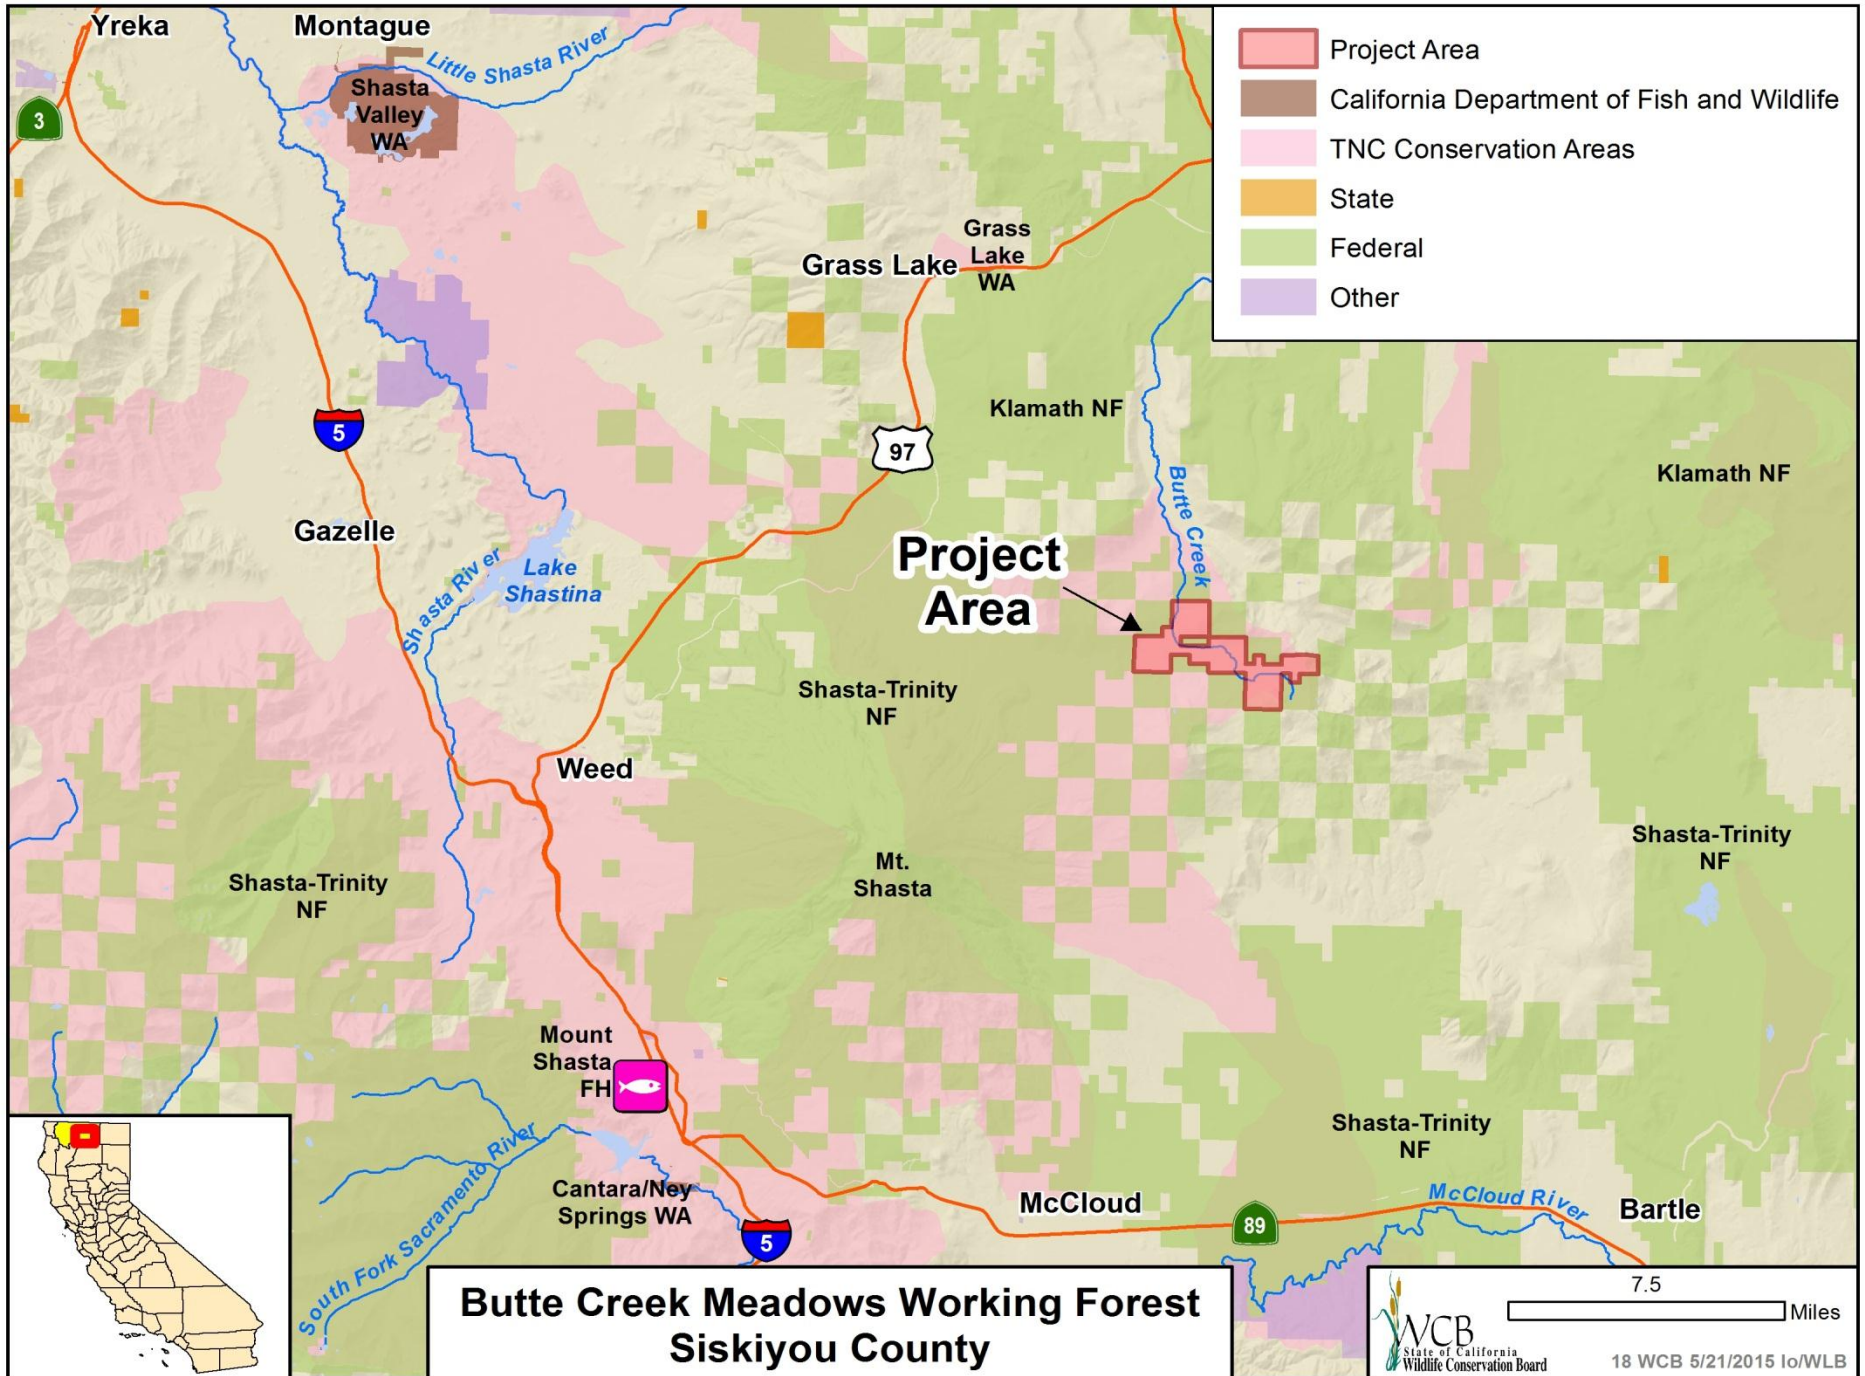 Yreka
Montague
Little Shasta River
Shasta
Valley
WA
3
Project Area
California Department of Fish and Wildlife
TNC Conservation Areas
State
Federal
Other
Grass Lake
Grass
Lake
WA
Klamath NF
Klamath NF
5
97
Butte Creek
Gazelle
Shasta River
Lake
Shastina
Project
Area
Shasta-Trinity
NF
Weed
Mt.
Shasta
Shasta-Trinity
NF
Shasta-Trinity
NF
Mount
Shasta
FH
Shasta-Trinity
NF
South Fork Sacramento River
Cantara/Ney
Springs WA
McCloud
89
McCloud River
Bartle
5
Butte Creek Meadows Working Forest
Siskiyou County
7.5
Miles
WCB
State of California
Wildlife Conservation Board
18 WCB 5/21/2015 lo/WLB